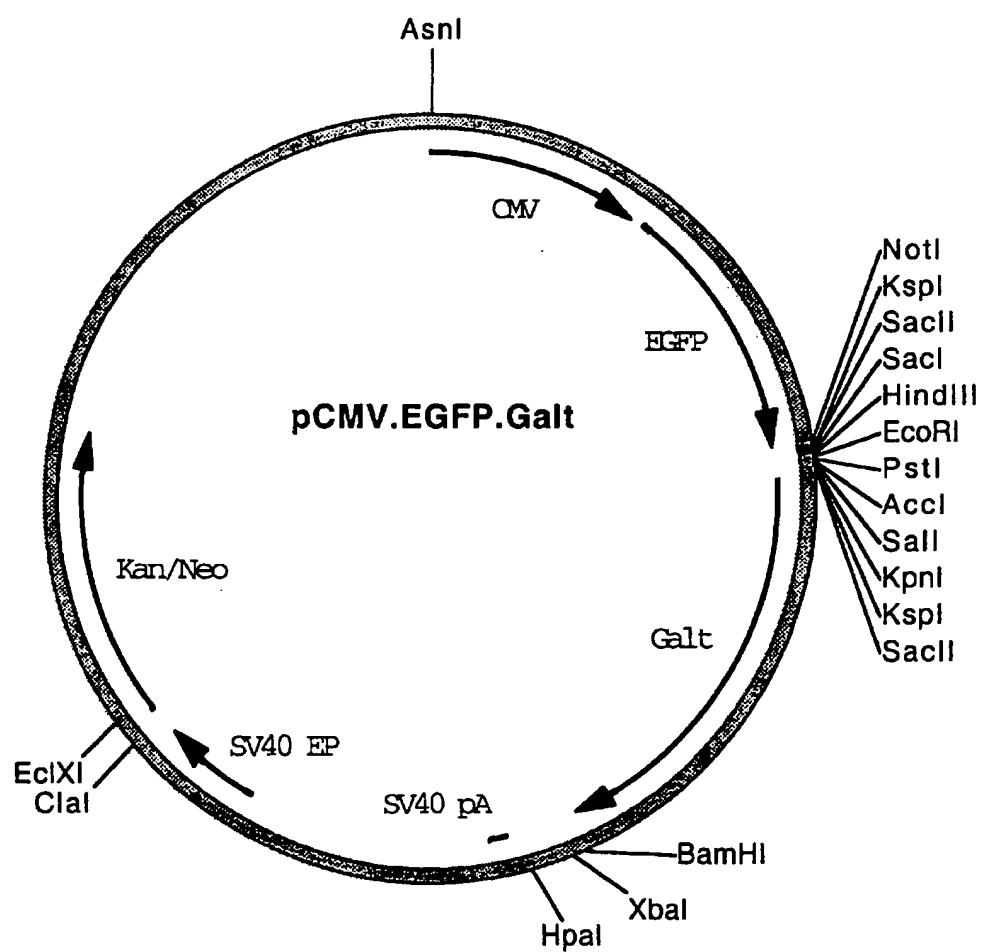 AsnI
CMV
NotI
KspI
SacII
EGFP
SacI
HindIII
pCMV.EGFP.Galt
EcoRI
PstI
AccI
SalI
Kan/Neo
KpnI
KspI
Galt
SacII
SV40 EP
EclXI
ClaI
SV40 pA
BamHI
XbaI
HpaI